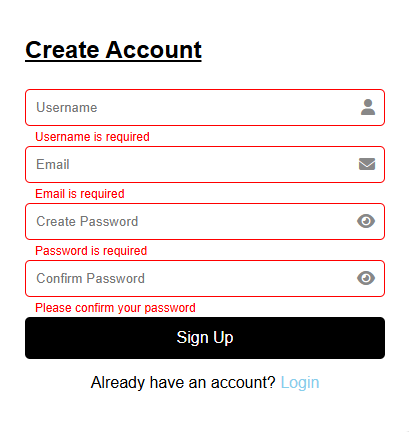 Create Account
Username
Username is required
Email
Email is required
Create Password
Password is required
Confirm Password
Please confirm your password
Sign Up
Already have an account? Login